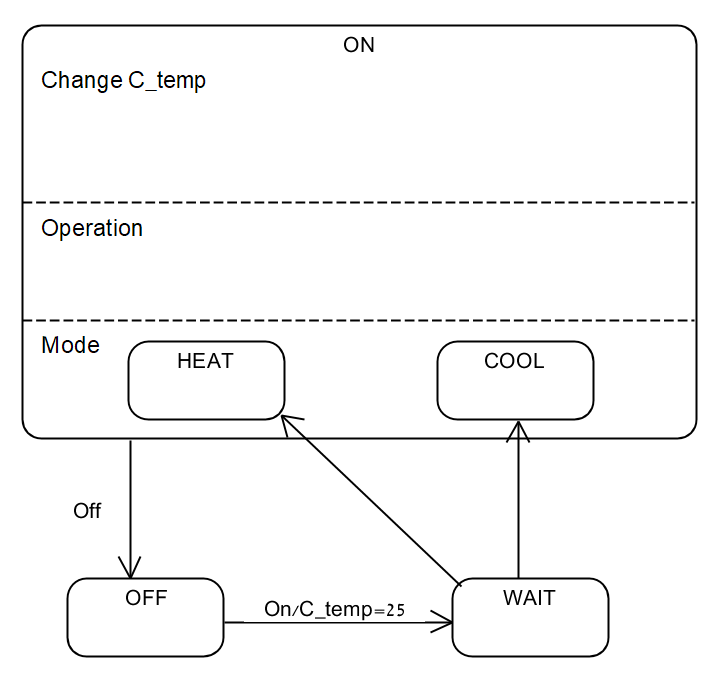 ON
Change C_temp
Operation
Mode
HEAT
COOL
Off
OFF
On/C_temp=25
WAIT